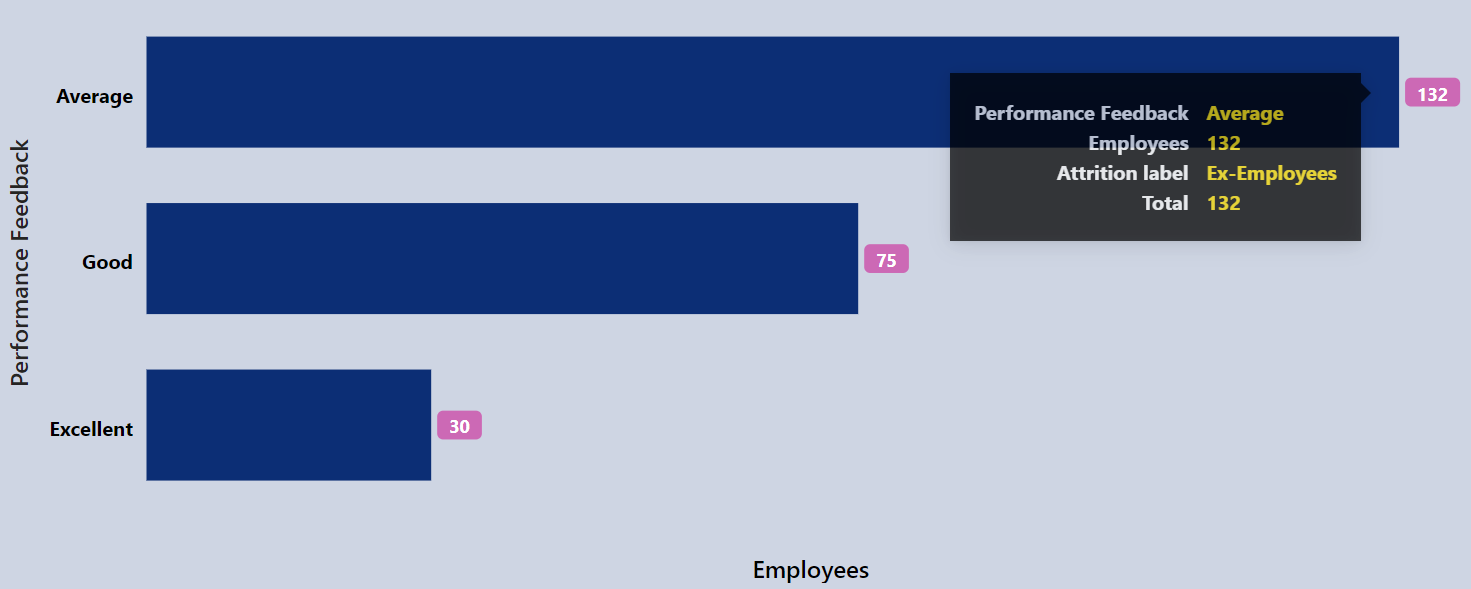 Performance Feedback
Average
132
Performance Feedback Average
Employees 132
Attrition label Ex-Employees
Total 132
Good
75
Excellent
30
Employees